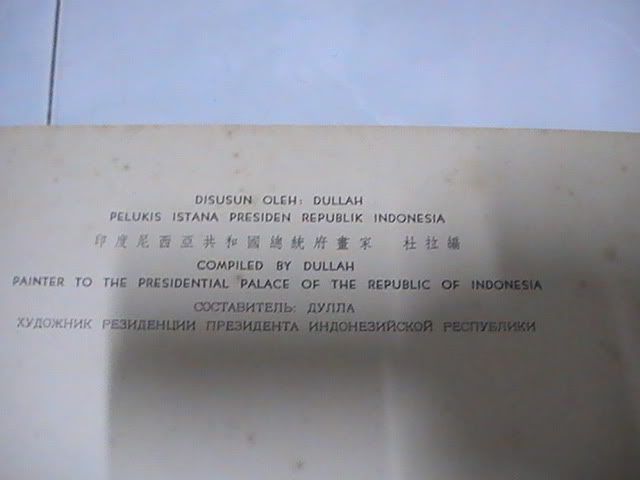 DISUSUN OLEH: DULLAH
PELUKIS ISTANA PRESIDEN REPUBLIK INDONESIA
印度尼西亞共和國總統府畫家 杜拉編
COMPILED BY DULLAH
PAINTER TO THE PRESIDENTIAL PALACE OF THE REPUBLIC OF INDONESIA
СОСТАВИТЕЛЬ: ДУЛЛА
ХУДОЖНИК РЕЗИДЕНЦИИ ПРЕЗИДЕНТА ИНДОНЕЗИЙСКОЙ РЕСПУБЛИКИ